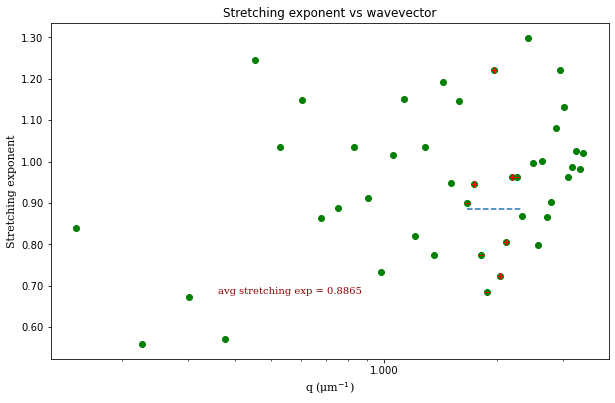 Stretching exponent vs wavevector
Stretching exponent
1.30
1.20
1.10
1.00
0.90
0.80
0.70
0.60
avg stretching exp = 0.8865
1.000
q (μm⁻¹)